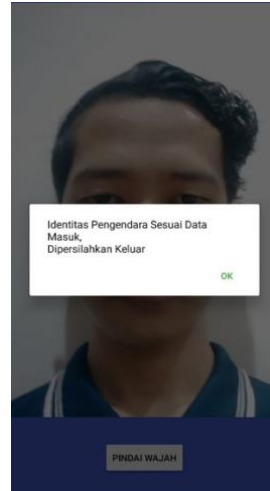 Identitas Pengendara Sesuai Data
Masuk,
Dipersilahkan Keluar
OK
PINDAI WAJAH